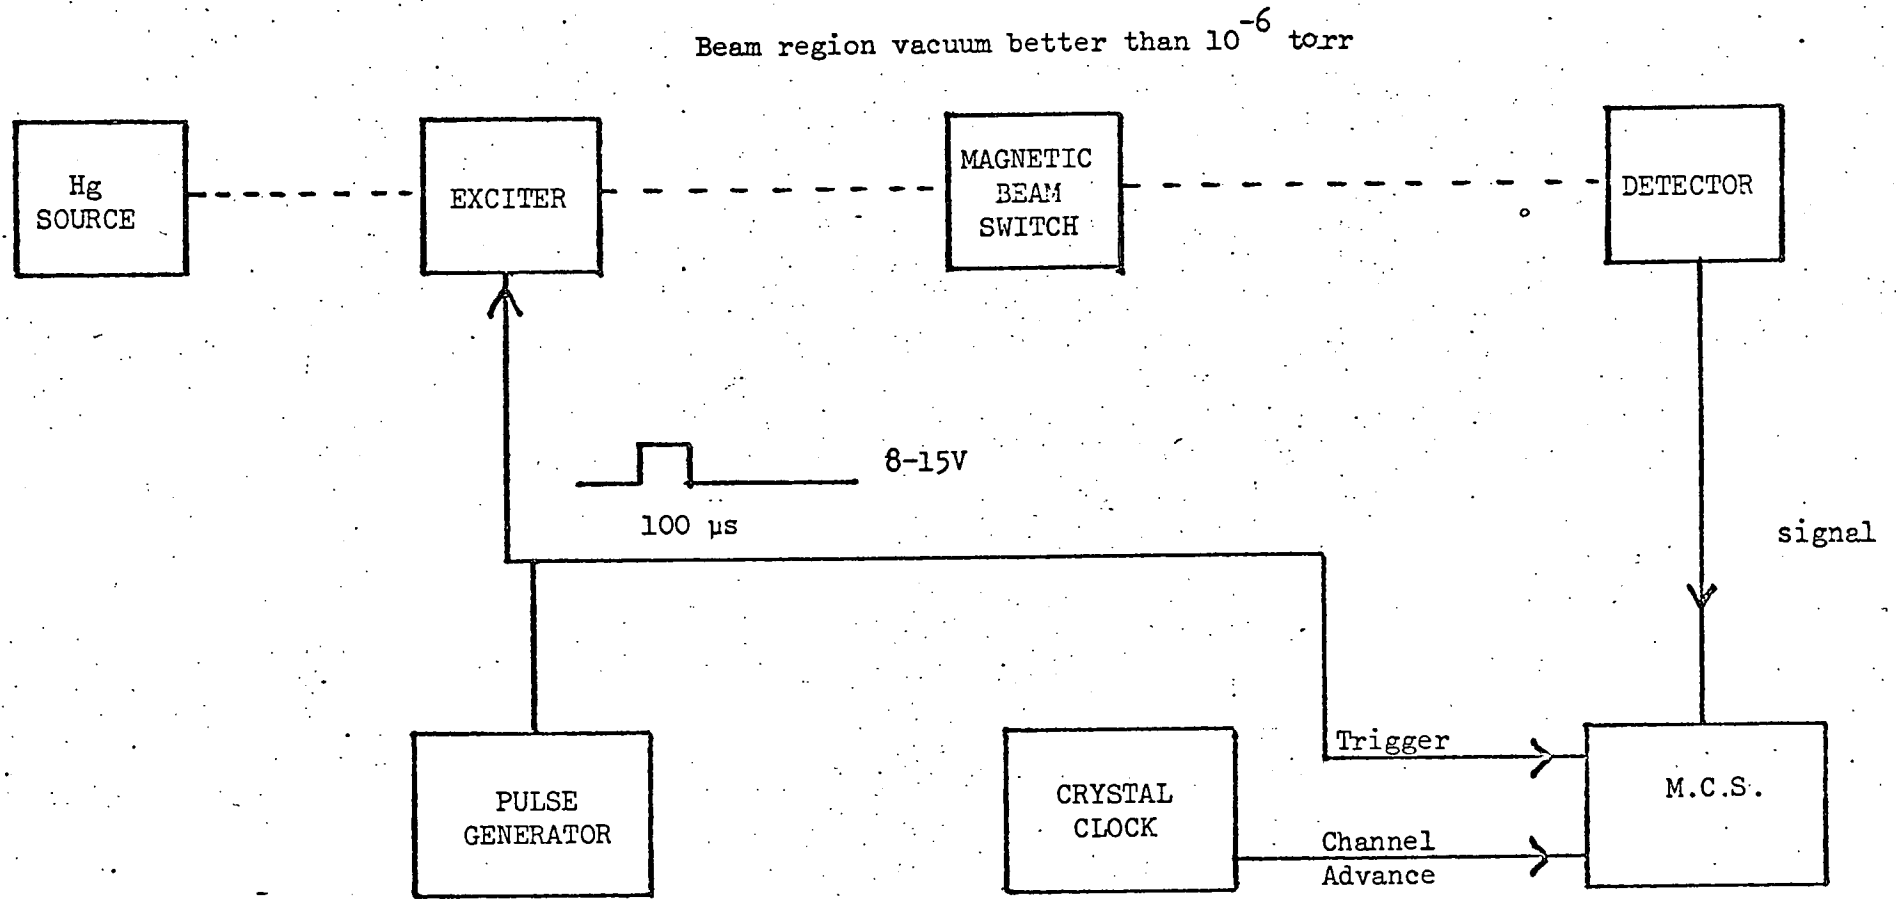 Beam region vacuum better than 10⁻⁶ torr
Hg
SOURCE
EXCITER
MAGNETIC
BEAM
SWITCH
DETECTOR
8-15V
100 µs
signal
Trigger
PULSE
GENERATOR
CRYSTAL
CLOCK
M.C.S.
Channel
Advance